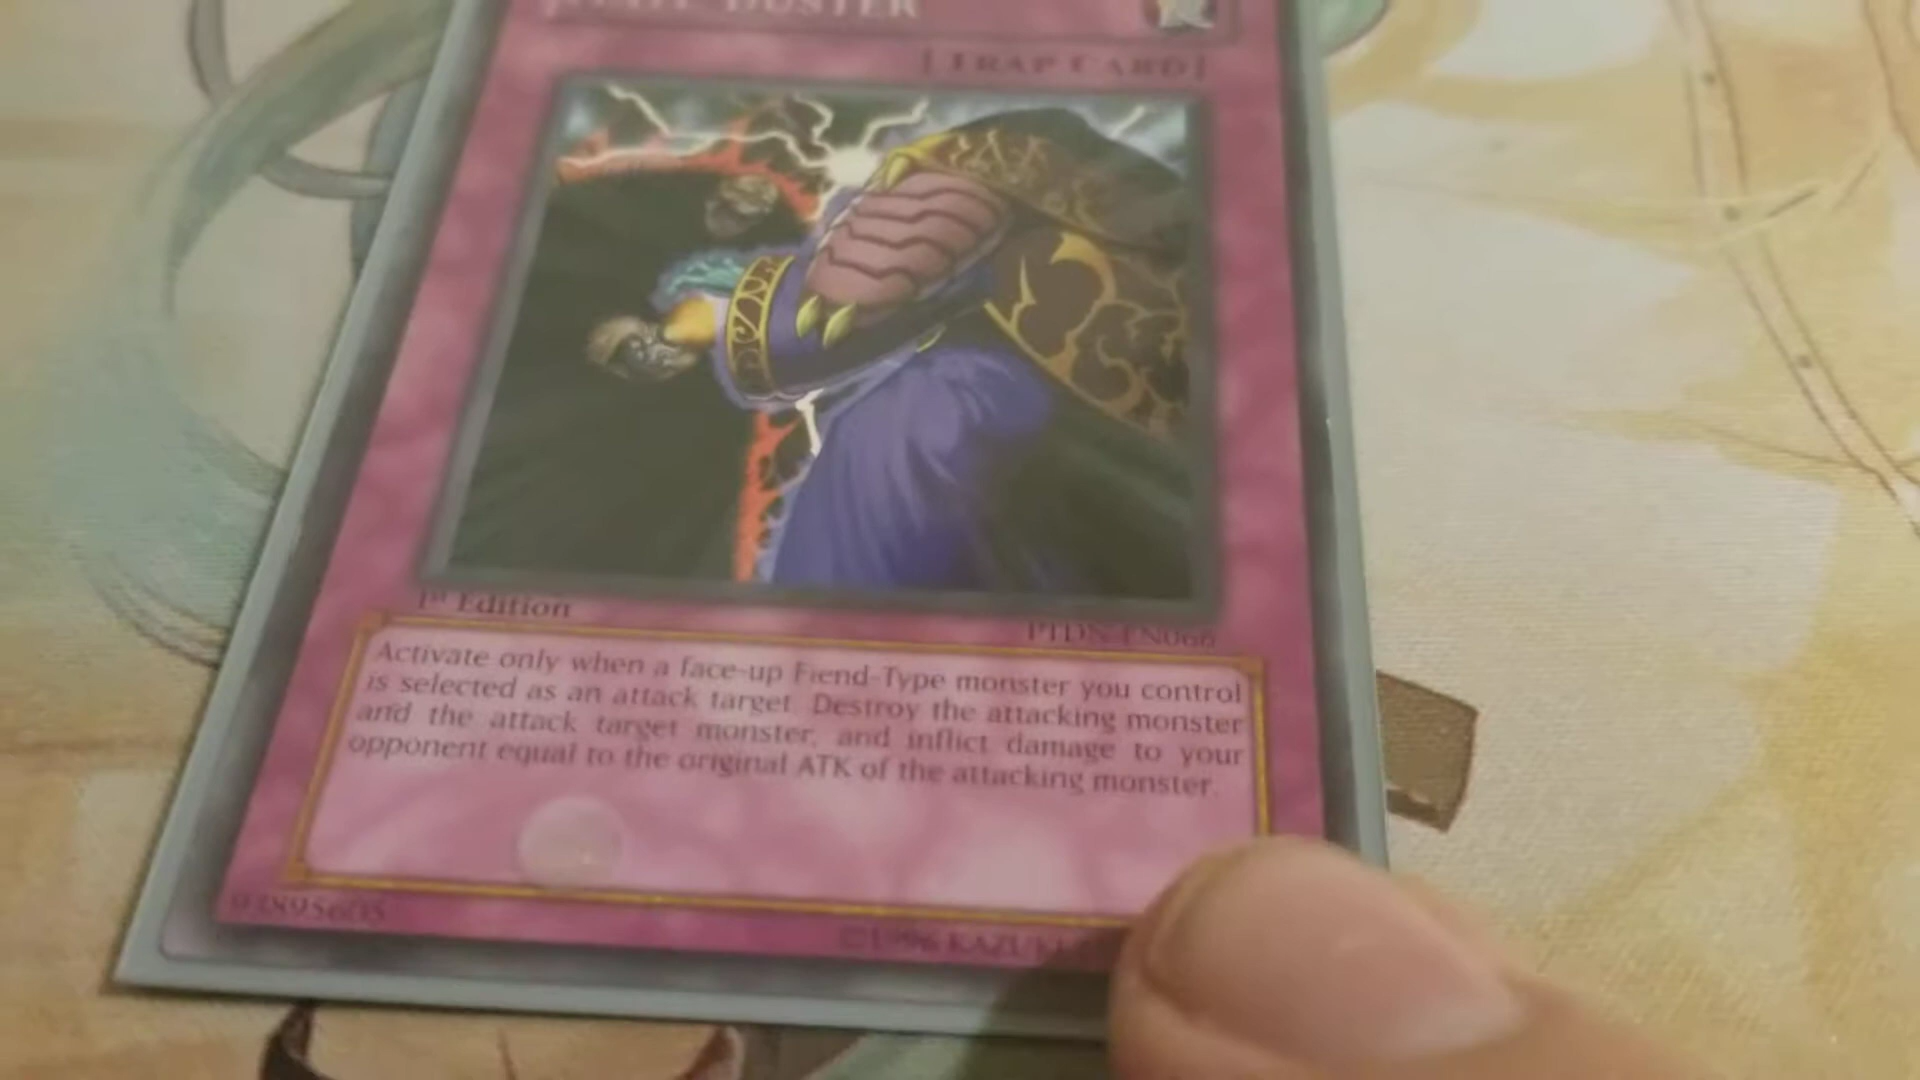 DUSTER
[TRAP CARD]
1st Edition
PTDN-EN066
Activate only when a face-up Fiend-Type monster you control
is selected as an attack target. Destroy the attacking monster
and the attack target monster, and inflict damage to your
opponent equal to the original ATK of the attacking monster.
©1996 KAZUKI